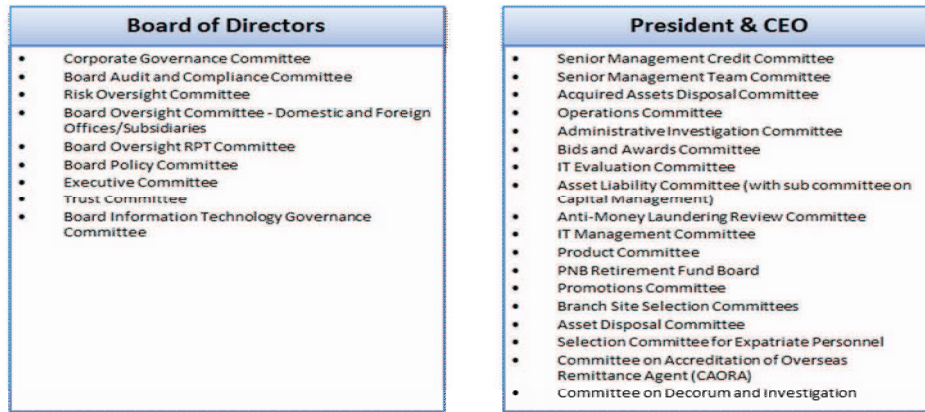 Board of Directors
• Corporate Governance Committee
• Board Audit and Compliance Committee
• Risk Oversight Committee
• Board Oversight Committee - Domestic and Foreign
Offices/Subsidiaries
• Board Oversight RPT Committee
• Board Policy Committee
• Executive Committee
• Trust Committee
• Board Information Technology Governance
Committee
President & CEO
• Senior Management Credit Committee
• Senior Management Team Committee
• Acquired Assets Disposal Committee
• Operations Committee
• Administrative Investigation Committee
• Bids and Awards Committee
• IT Evaluation Committee
• Asset Liability Committee (with sub committee on
Capital Management)
• Anti-Money Laundering Review Committee
• IT Management Committee
• Product Committee
• PNB Retirement Fund Board
• Promotions Committee
• Branch Site Selection Committees
• Asset Disposal Committee
• Selection Committee for Expatriate Personnel
• Committee on Accreditation of Overseas
Remittance Agent (CAORA)
• Committee on Decorum and Investigation